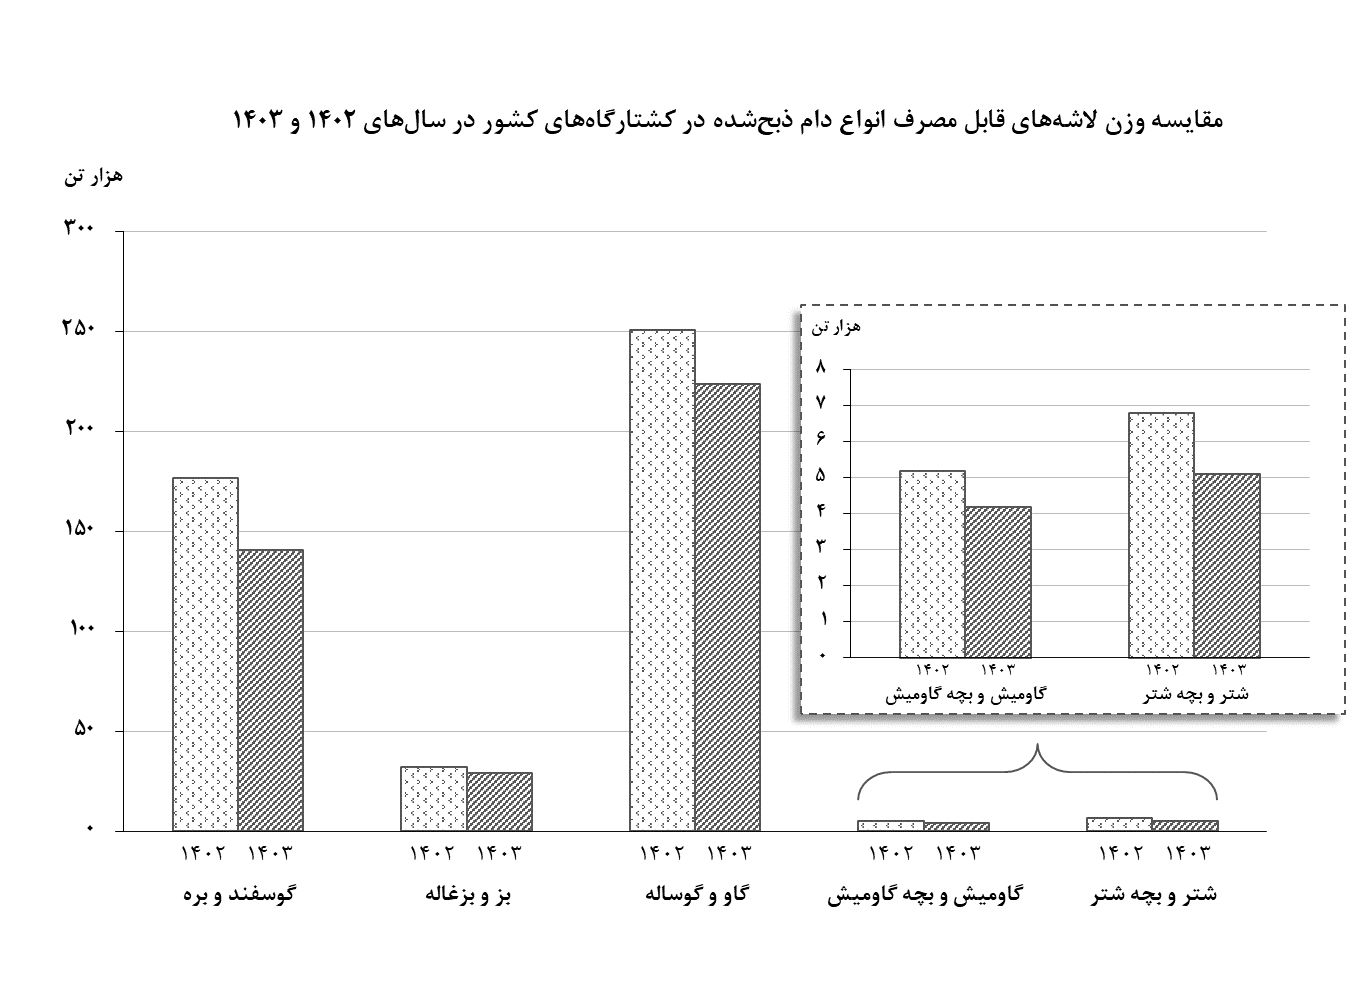 مقایسه وزن لاشه‌های قابل مصرف انواع دام ذبح‌شده در کشتارگاه‌های کشور در سال‌های ۱۴۰۲ و ۱۴۰۳
هزار تن
۳۰۰
۲۵۰
۲۰۰
۱۵۰
۱۰۰
۵۰
۰
۱۴۰۲ ۱۴۰۳ ۱۴۰۲ ۱۴۰۳ ۱۴۰۲ ۱۴۰۳ ۱۴۰۲ ۱۴۰۳ ۱۴۰۲ ۱۴۰۳
گوسفند و بره
بز و بزغاله
گاو و گوساله
گاومیش و بچه گاومیش
شتر و بچه شتر
هزار تن
۸
۷
۶
۵
۴
۳
۲
۱
۰
۱۴۰۲ ۱۴۰۳ ۱۴۰۲ ۱۴۰۳
گاومیش و بچه گاومیش
شتر و بچه شتر